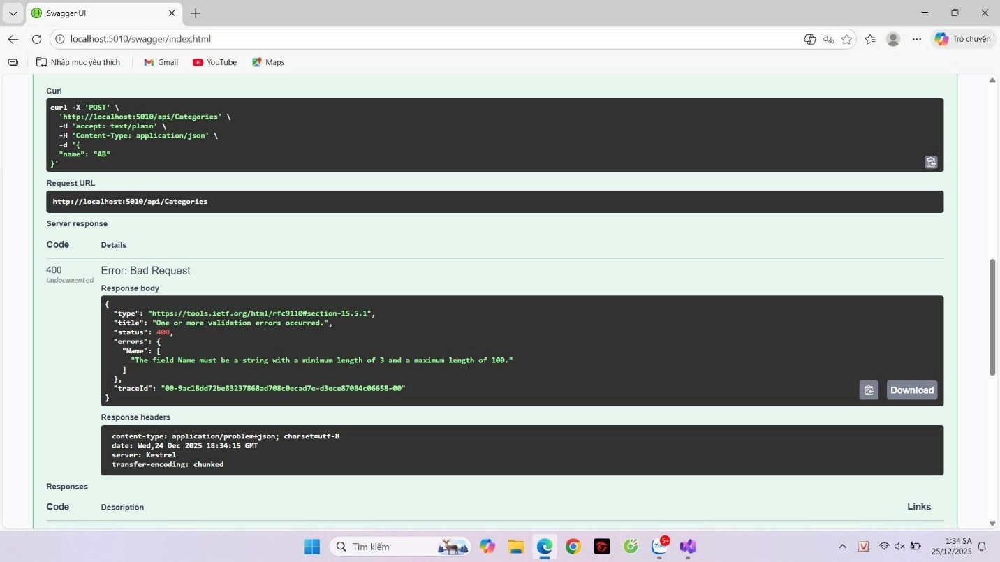 Swagger UI
localhost:5010/swagger/index.html
Trò chuyện
Nhập mục yêu thích
Gmail
YouTube
Maps
Curl
curl -X 'POST' \
'http://localhost:5010/api/Categories' \
-H 'accept: text/plain' \
-H 'Content-Type: application/json' \
-d '{
"name": "AB"
}'
Request URL
http://localhost:5010/api/Categories
Server response
Code Details
400 Error: Bad Request
Undocumented
Response body
{
"type": "https://tools.ietf.org/html/rfc9110#section-15.5.1",
"title": "One or more validation errors occurred.",
"status": 400,
"errors": {
"Name": [
"The field Name must be a string with a minimum length of 3 and a maximum length of 100."
]
},
"traceId": "00-9ac18dd72be83237868ad708c0ecad7e-d3ece87084c06658-00"
}
Download
Response headers
content-type: application/problem+json; charset=utf-8
date: Wed,24 Dec 2025 18:34:15 GMT
server: Kestrel
transfer-encoding: chunked
Responses
Code Description Links
Tìm kiếm
Zalo
5+
V
1:34 SA
25/12/2025